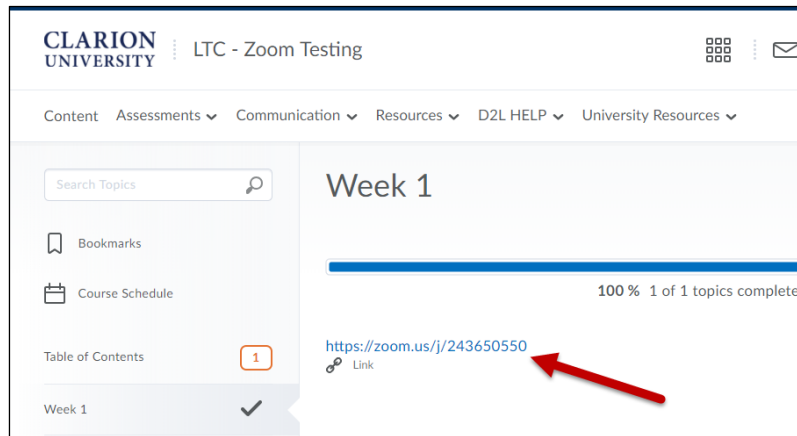 CLARION
UNIVERSITY
LTC - Zoom Testing
Content Assessments Communication Resources D2L HELP University Resources
Search Topics
Bookmarks
Course Schedule
Table of Contents 1
Week 1
Week 1
100 % 1 of 1 topics complete
https://zoom.us/j/243650550
Link